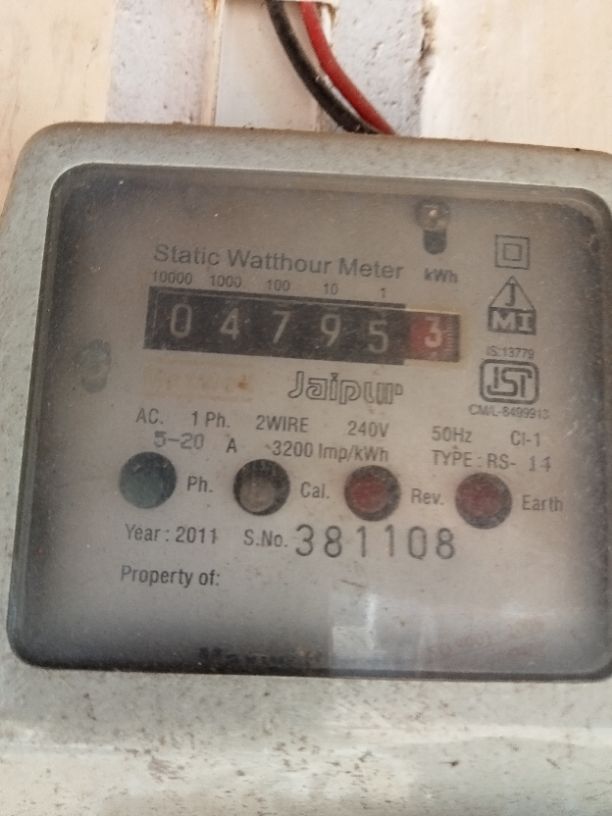 Static Watthour Meter
kWh
10000 1000 100 10 1
0 4 7 9 5 3
J
MI
IS:13779
ISI
CM/L-8499913
Jaipur
AC. 1 Ph. 2WIRE 240V 50Hz Cl-1
5-20 A 3200 Imp/kWh TYPE : RS- 14
Ph. Cal. Rev. Earth
Year : 2011 S.No. 381108
Property of: